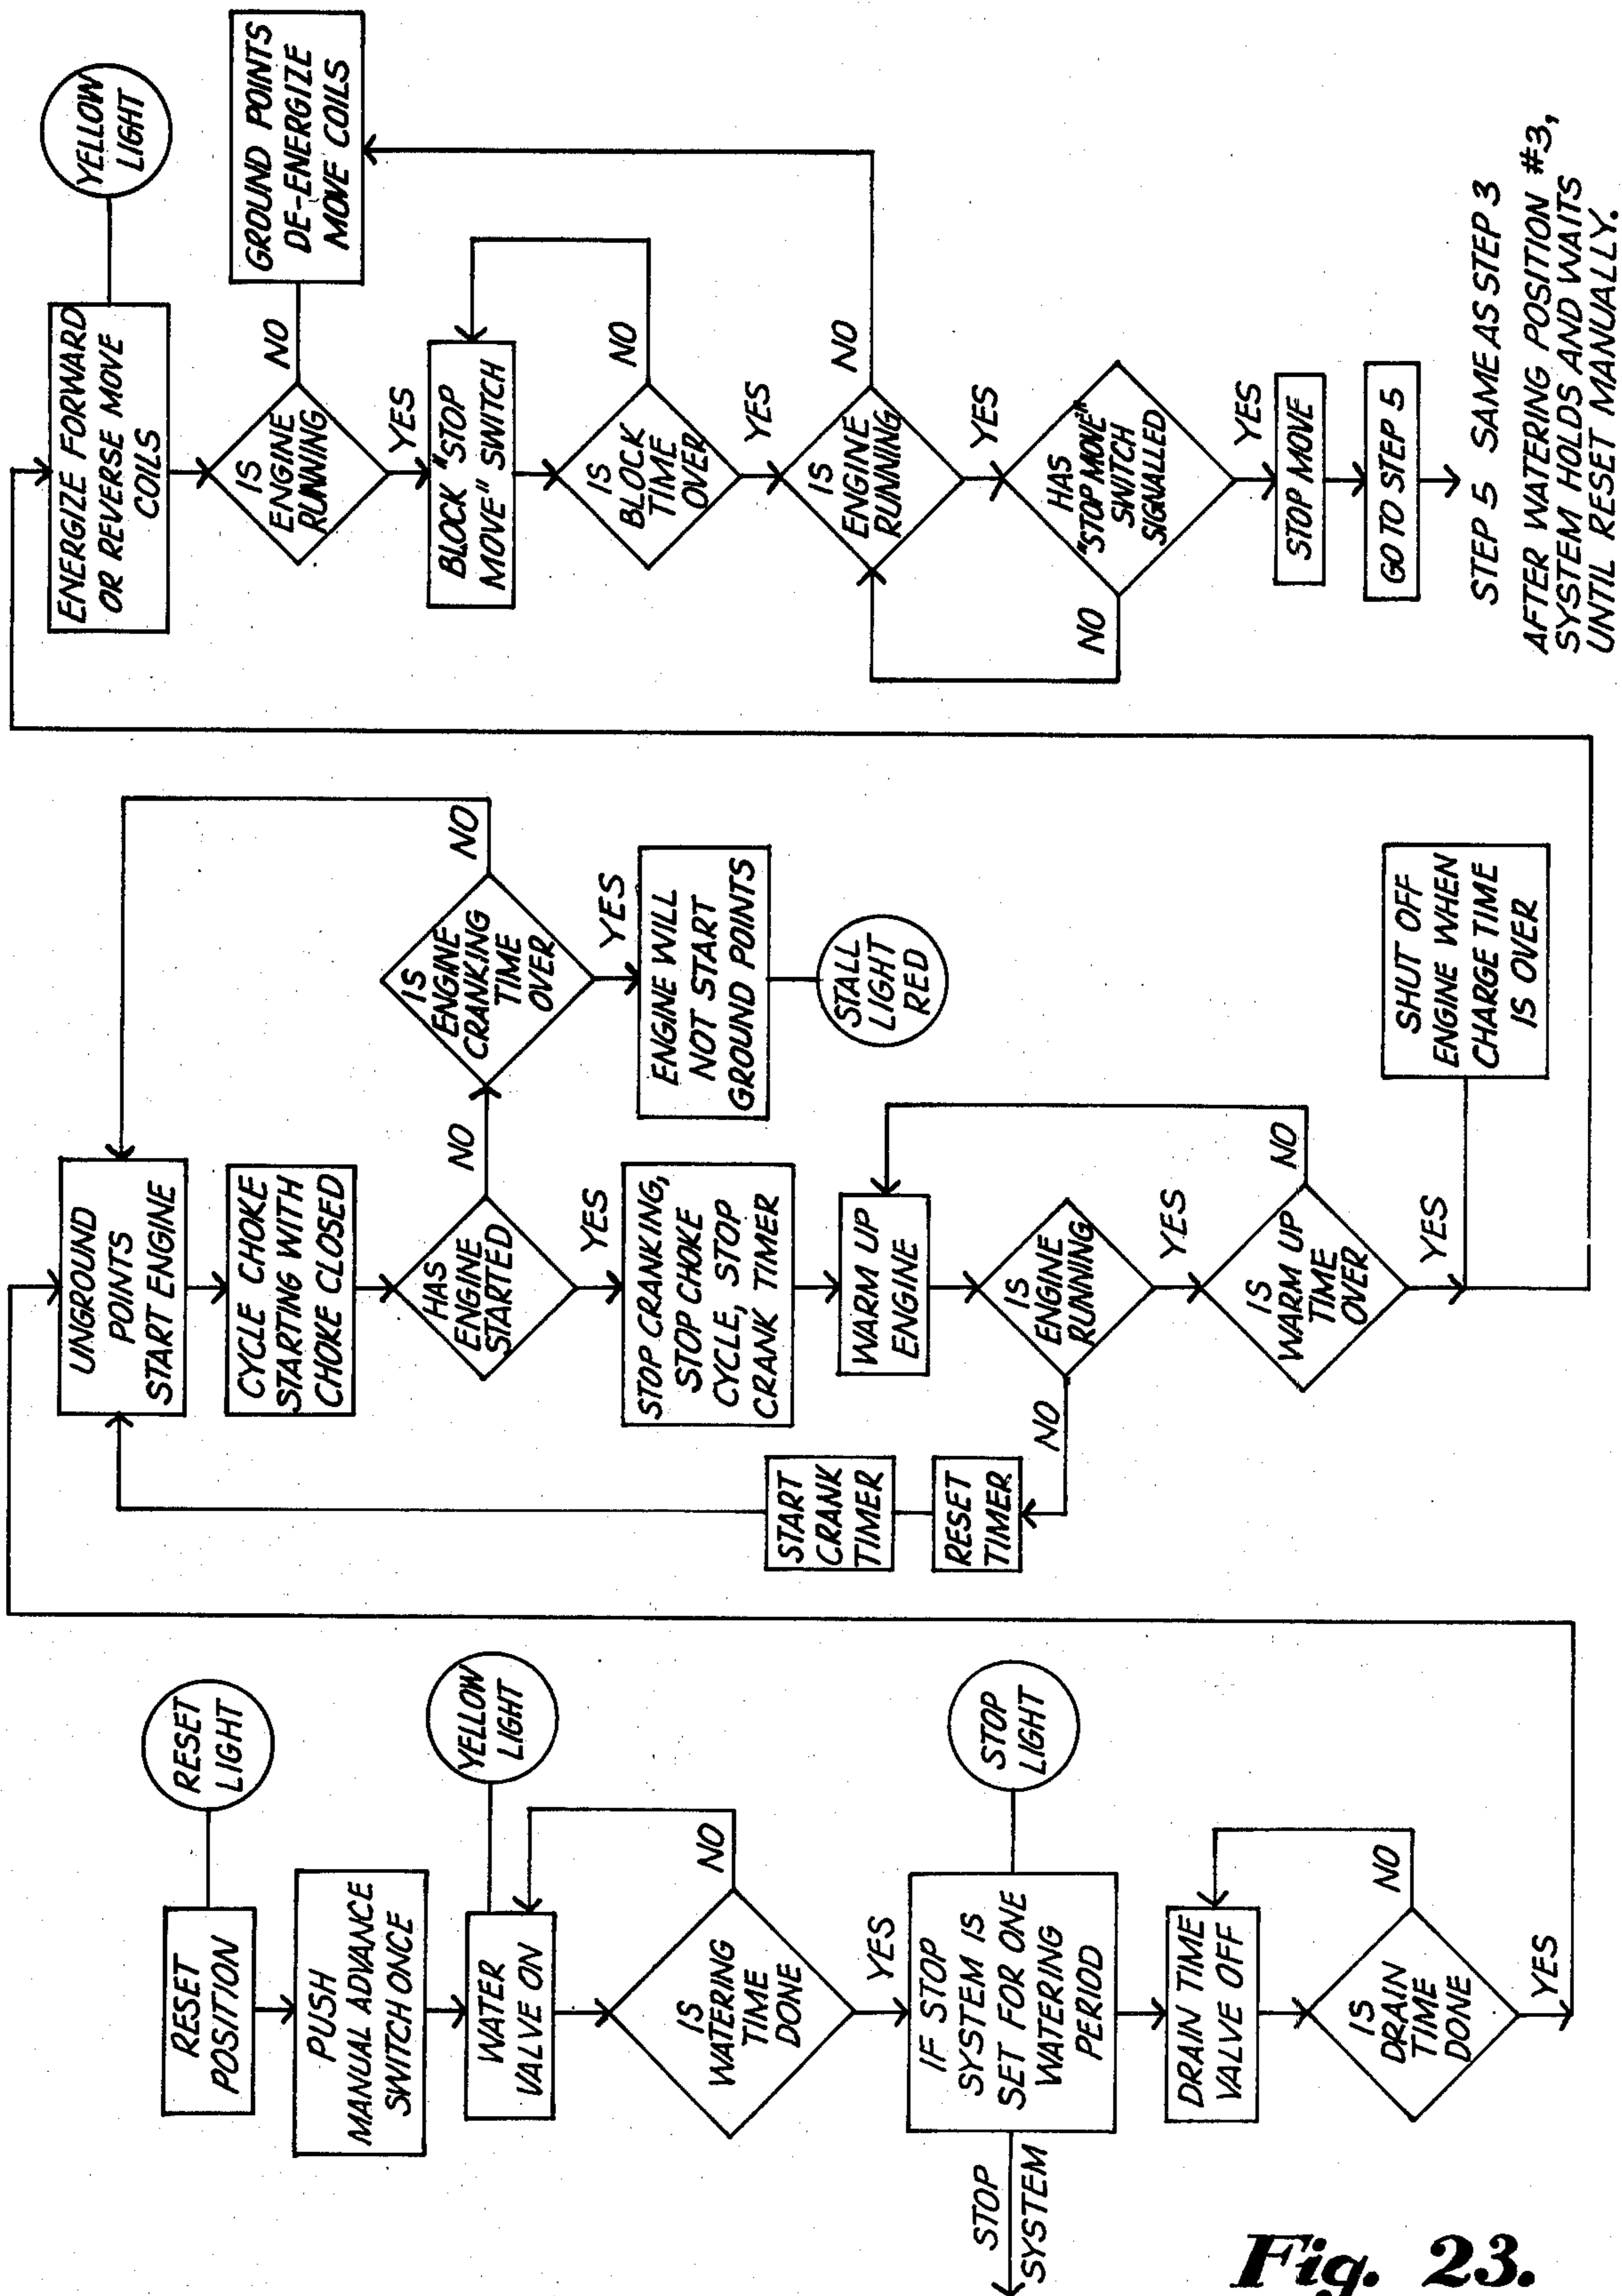 RESET
LIGHT
RESET
POSITION
PUSH
MANUAL ADVANCE
SWITCH ONCE
YELLOW
LIGHT
WATER
VALVE ON
IS
WATERING
TIME
DONE
NO
YES
STOP
LIGHT
IF STOP
SYSTEM IS
SET FOR ONE
WATERING
PERIOD
STOP
SYSTEM
DRAIN TIME
VALVE OFF
IS
DRAIN
TIME
DONE
NO
YES
UNGROUND
POINTS
START ENGINE
CYCLE CHOKE
STARTING WITH
CHOKE CLOSED
HAS
ENGINE
STARTED
NO
IS
ENGINE
CRANKING
TIME
OVER
NO
YES
ENGINE WILL
NOT START
GROUND POINTS
STALL
LIGHT
RED
YES
STOP CRANKING,
STOP CHOKE
CYCLE, STOP
CRANK TIMER
WARM UP
ENGINE
IS
ENGINE
RUNNING
NO
RESET
TIMER
START
CRANK
TIMER
YES
IS
WARM UP
TIME
OVER
NO
YES
SHUT OFF
ENGINE WHEN
CHARGE TIME
IS OVER
YELLOW
LIGHT
ENERGIZE FORWARD
OR REVERSE MOVE
COILS
IS
ENGINE
RUNNING
NO
GROUND POINTS
DE-ENERGIZE
MOVE COILS
YES
BLOCK "STOP
MOVE" SWITCH
IS
BLOCK
TIME
OVER
NO
YES
IS
ENGINE
RUNNING
NO
YES
HAS
"STOP MOVE"
SWITCH
SIGNALLED
NO
YES
STOP MOVE
GO TO STEP 5
STEP 5 SAME AS STEP 3
AFTER WATERING POSITION #3,
SYSTEM HOLDS AND WAITS
UNTIL RESET MANUALLY.
Fig. 23.